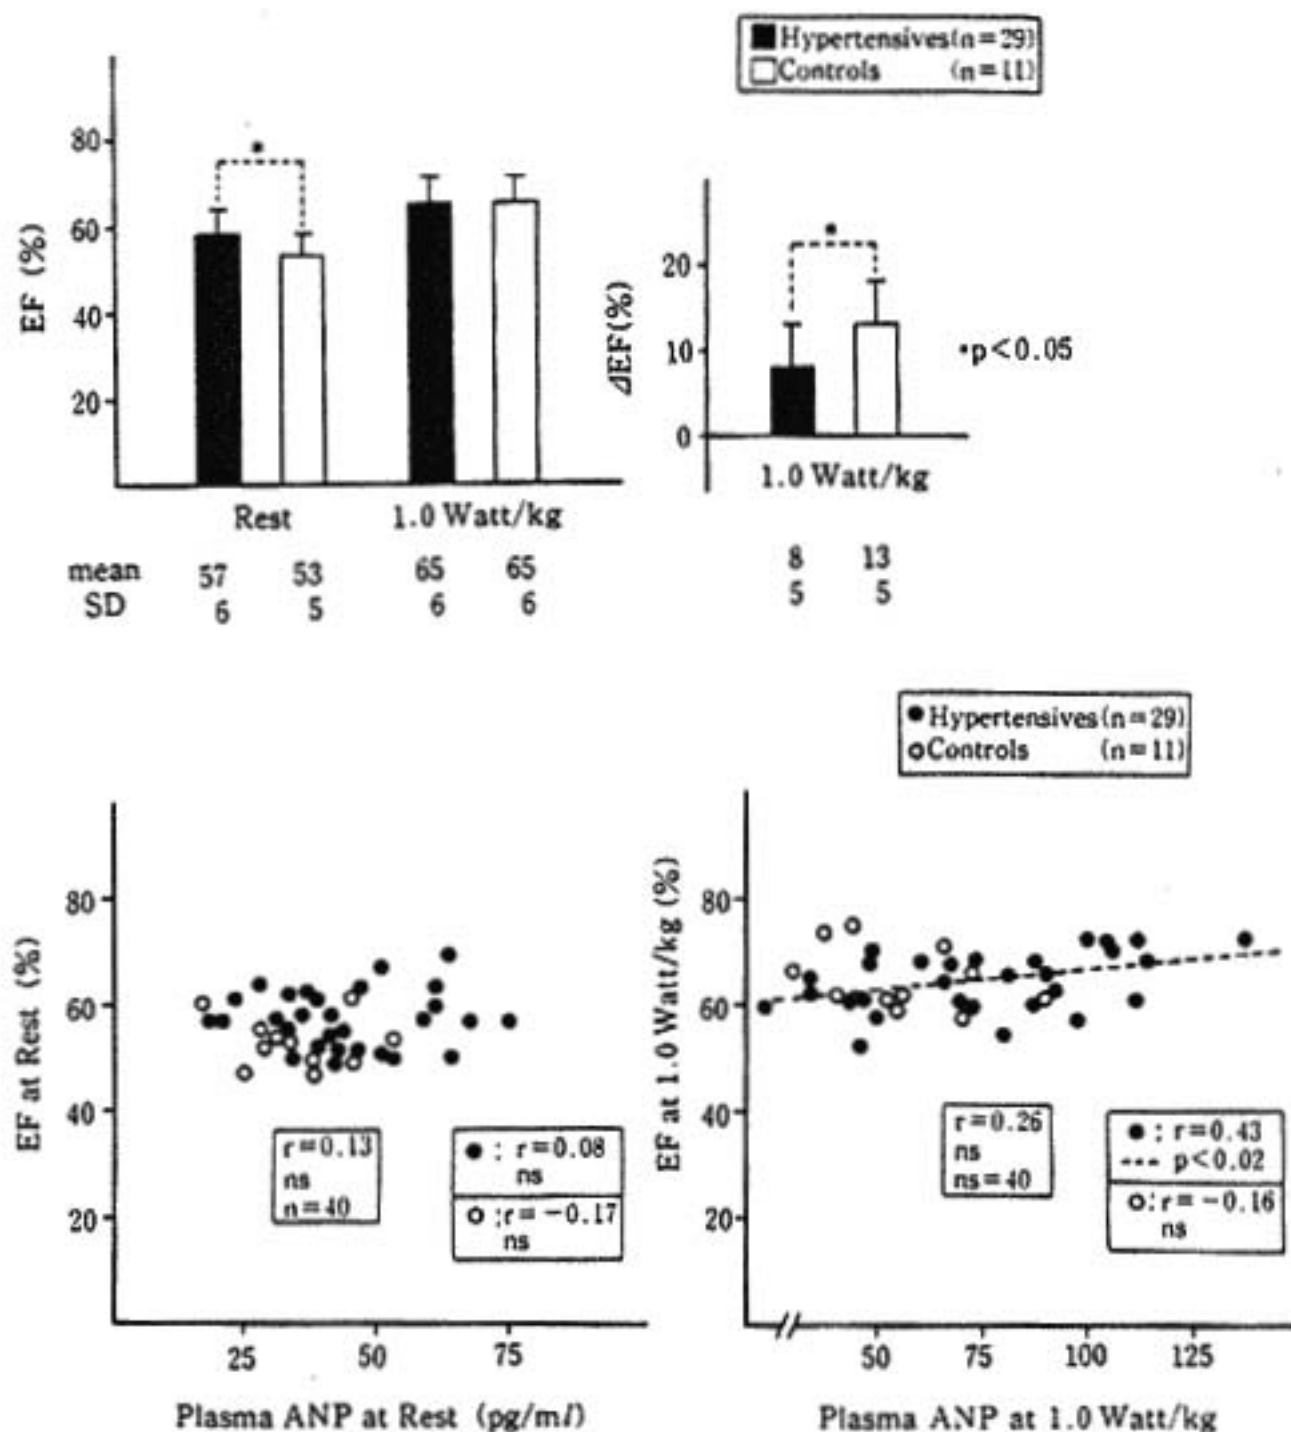 Hypertensives(n=29)
Controls (n=11)
80
60
40
20
EF (%)
*
Rest 1.0 Watt/kg
mean 57 53 65 65
SD 6 5 6 6
20
10
0
ΔEF(%)
*
*p<0.05
1.0 Watt/kg
8 13
5 5
Hypertensives(n=29)
Controls (n=11)
80
60
40
20
EF at Rest (%)
r=0.13
ns
n=40
: r=0.08
ns
:r=-0.17
ns
25 50 75
Plasma ANP at Rest (pg/ml)
80
60
40
20
EF at 1.0 Watt/kg (%)
r=0.26
ns
ns=40
: r=0.43
p<0.02
:r=-0.16
ns
50 75 100 125
Plasma ANP at 1.0 Watt/kg